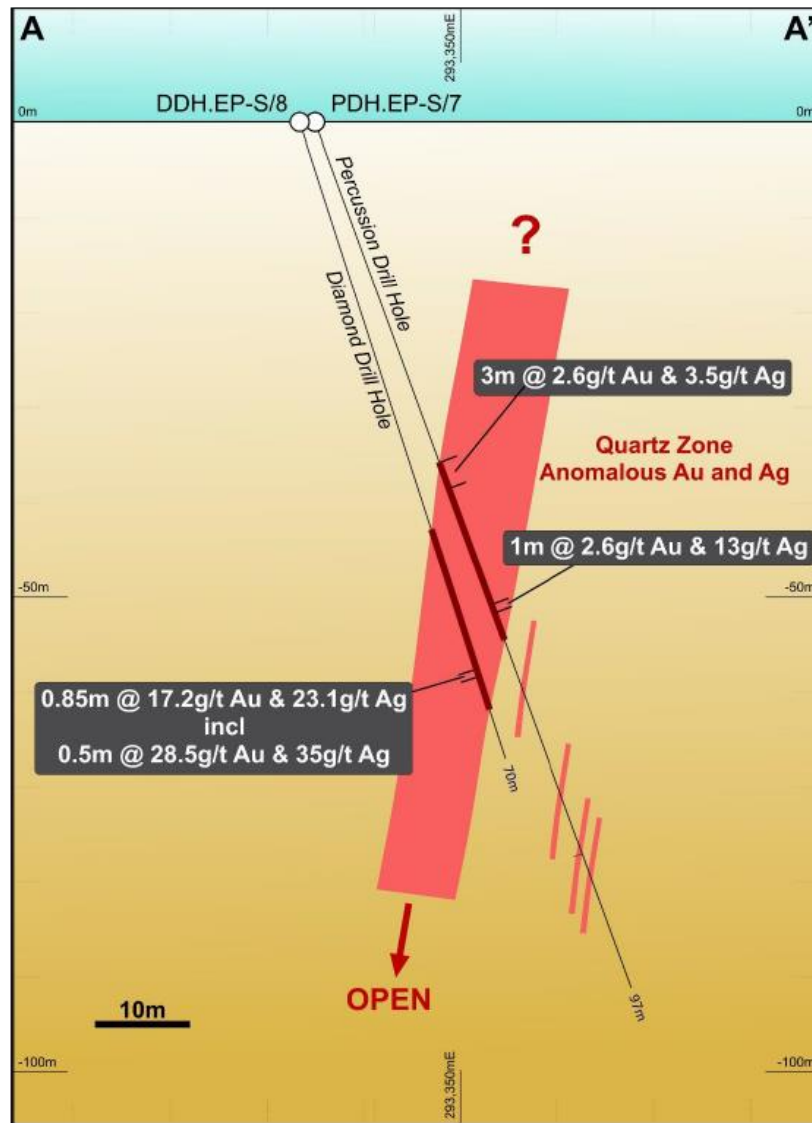 A
A'
293,350mE
DDH.EP-S/8
PDH.EP-S/7
0m
0m
Percussion Drill Hole
Diamond Drill Hole
?
3m @ 2.6g/t Au & 3.5g/t Ag
Quartz Zone
Anomalous Au and Ag
1m @ 2.6g/t Au & 13g/t Ag
-50m
-50m
0.85m @ 17.2g/t Au & 23.1g/t Ag
incl
0.5m @ 28.5g/t Au & 35g/t Ag
70m
97m
OPEN
10m
-100m
-100m
293,350mE